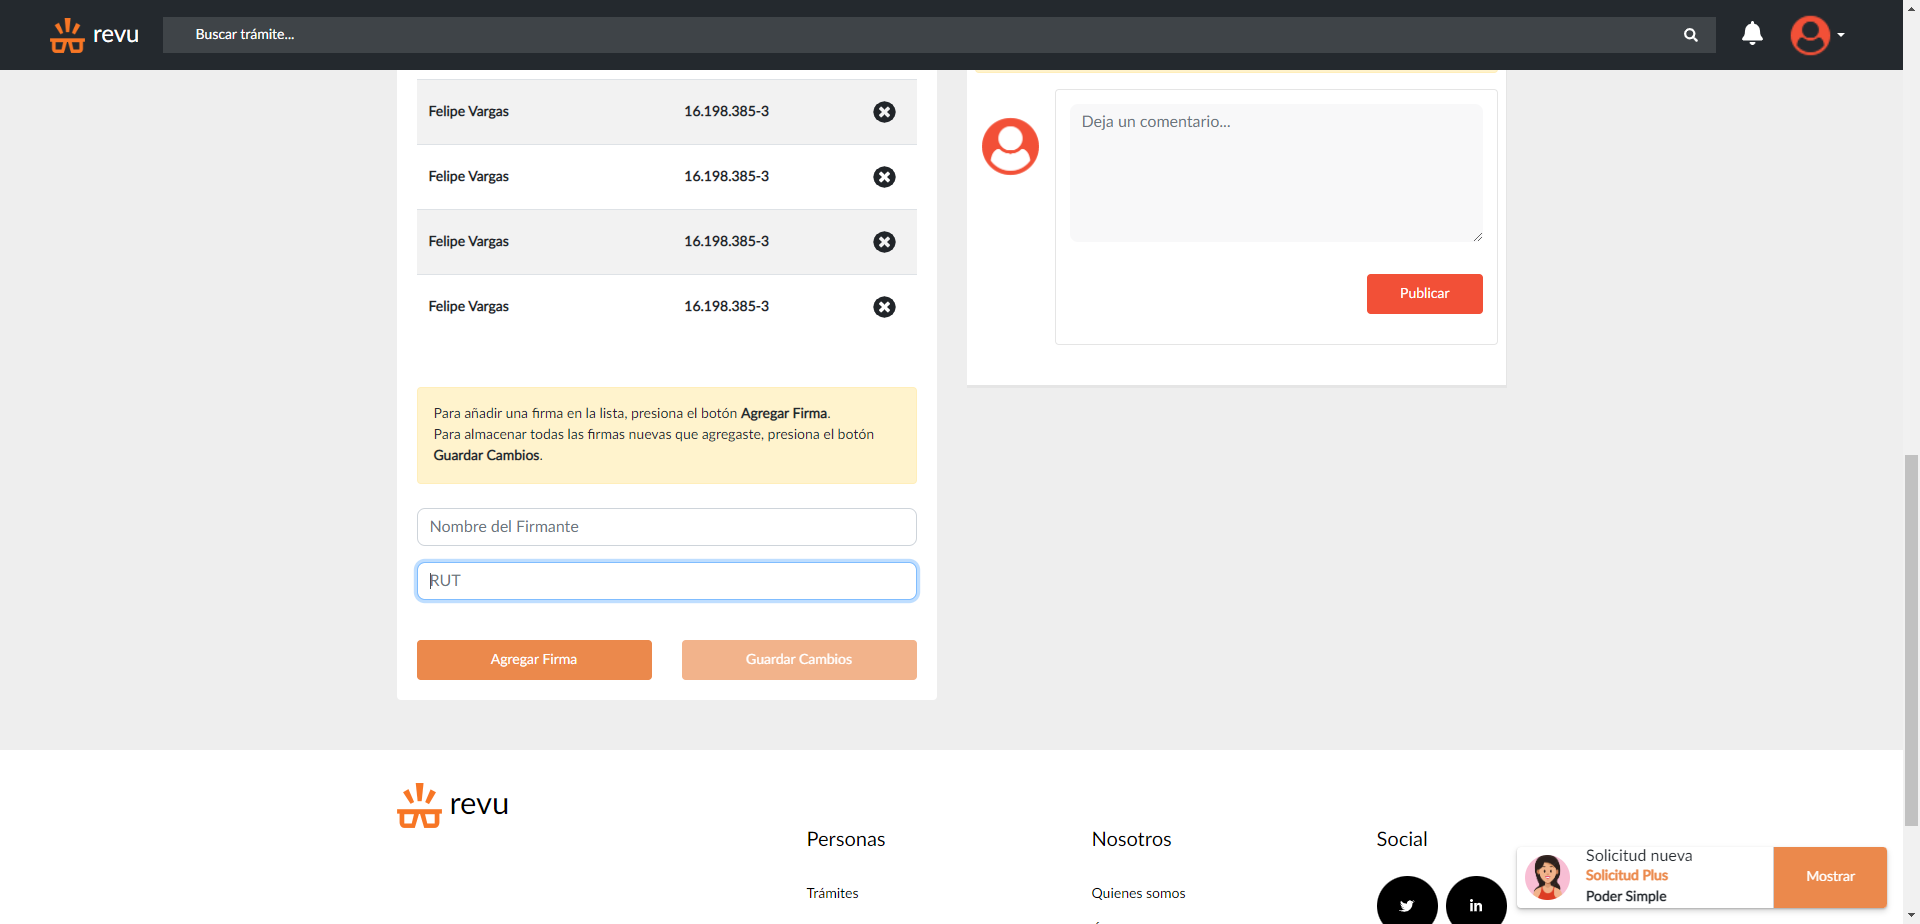 revu
Buscar trámite...
Felipe Vargas 16.198.385-3
Felipe Vargas 16.198.385-3
Felipe Vargas 16.198.385-3
Felipe Vargas 16.198.385-3
Para añadir una firma en la lista, presiona el botón Agregar Firma.
Para almacenar todas las firmas nuevas que agregaste, presiona el botón
Guardar Cambios.
Nombre del Firmante
RUT
Agregar Firma
Guardar Cambios
Deja un comentario...
Publicar
revu
Personas
Trámites
Nosotros
Quienes somos
Social
in
Solicitud nueva
Solicitud Plus
Poder Simple
Mostrar